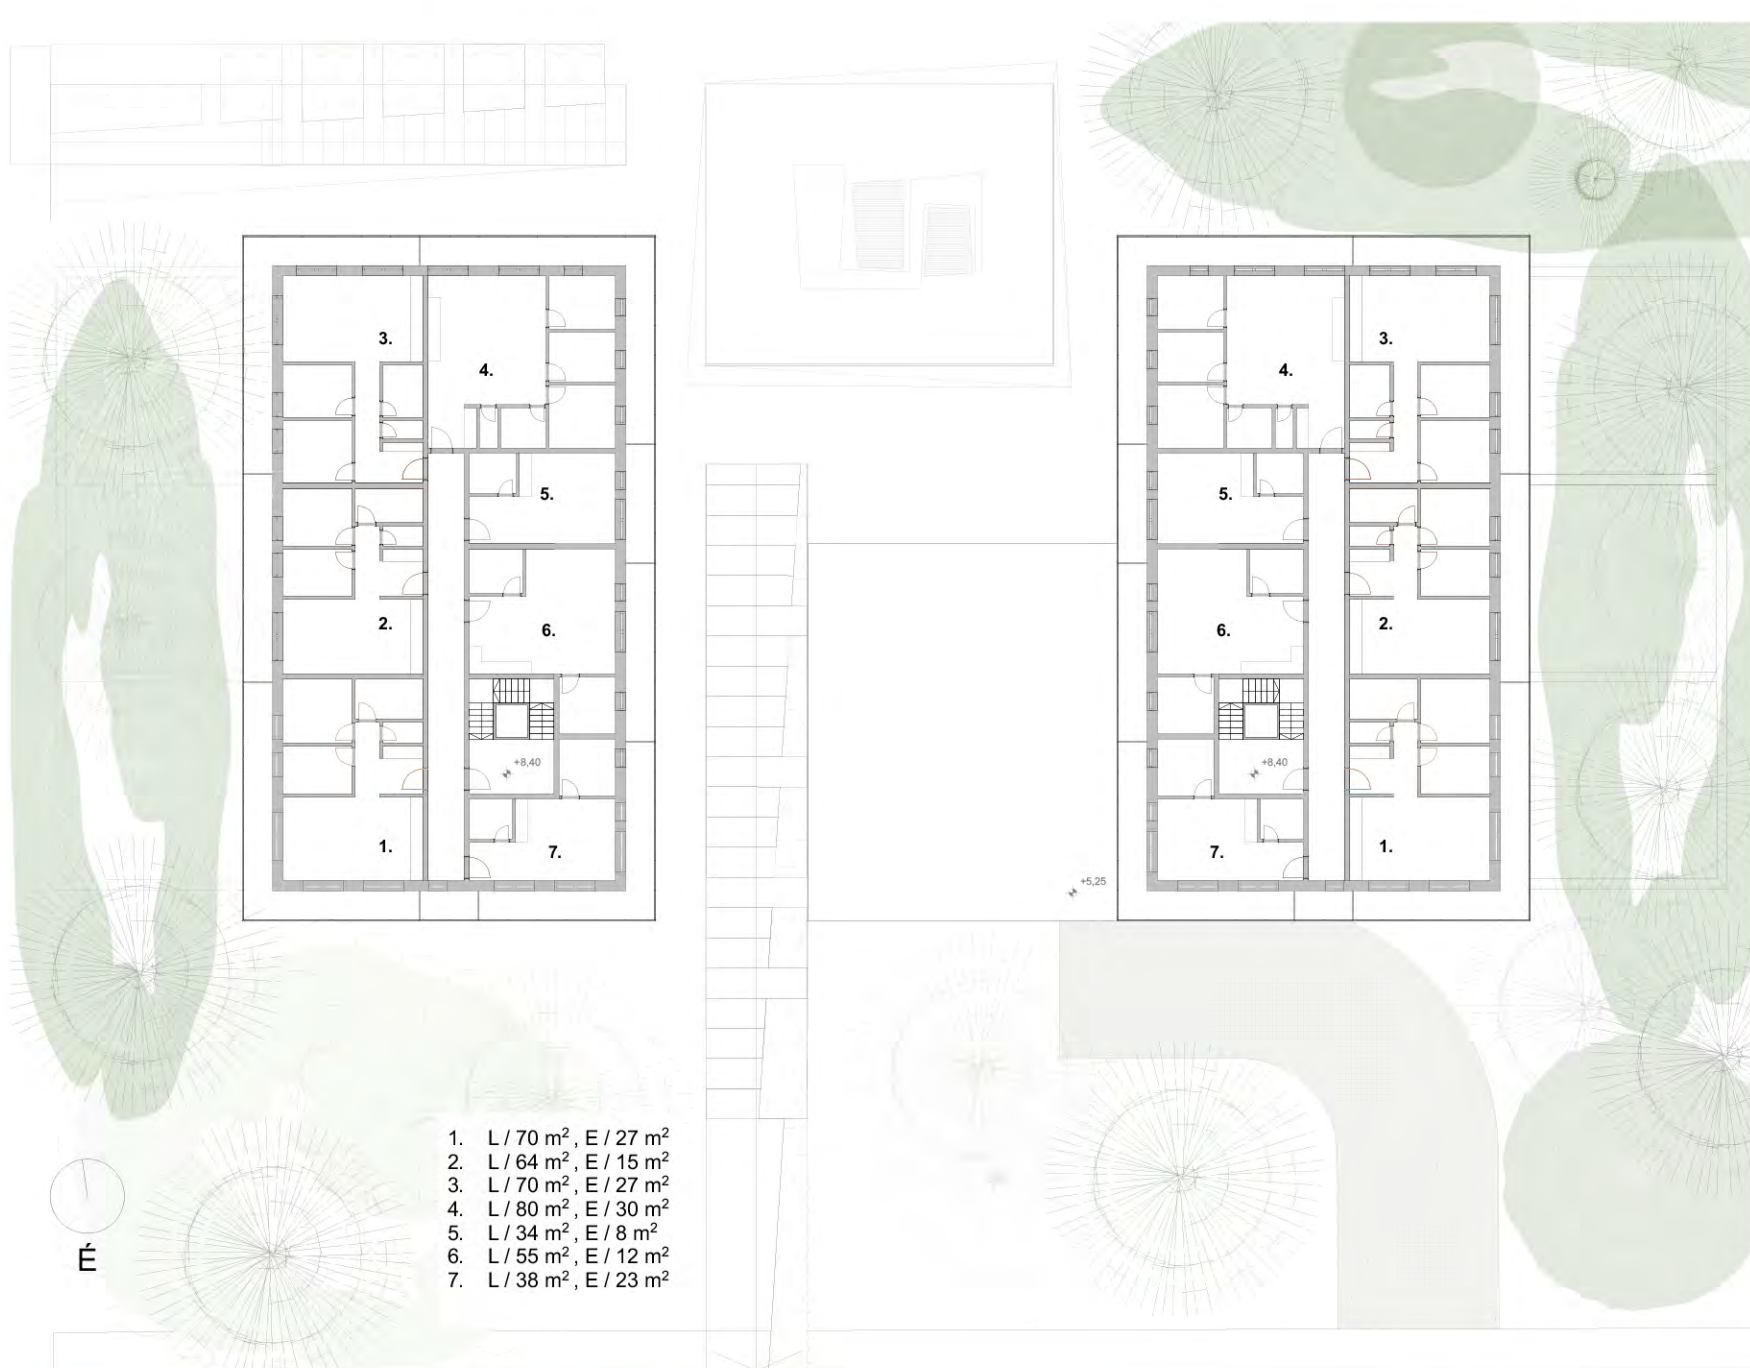 3.
4.
4.
3.
5.
5.
2.
6.
6.
2.
+8,40
+8,40
1.
7.
7.
1.
+5,25
1. L / 70 m², E / 27 m²
2. L / 64 m², E / 15 m²
3. L / 70 m², E / 27 m²
4. L / 80 m², E / 30 m²
5. L / 34 m², E / 8 m²
6. L / 55 m², E / 12 m²
7. L / 38 m², E / 23 m²
É